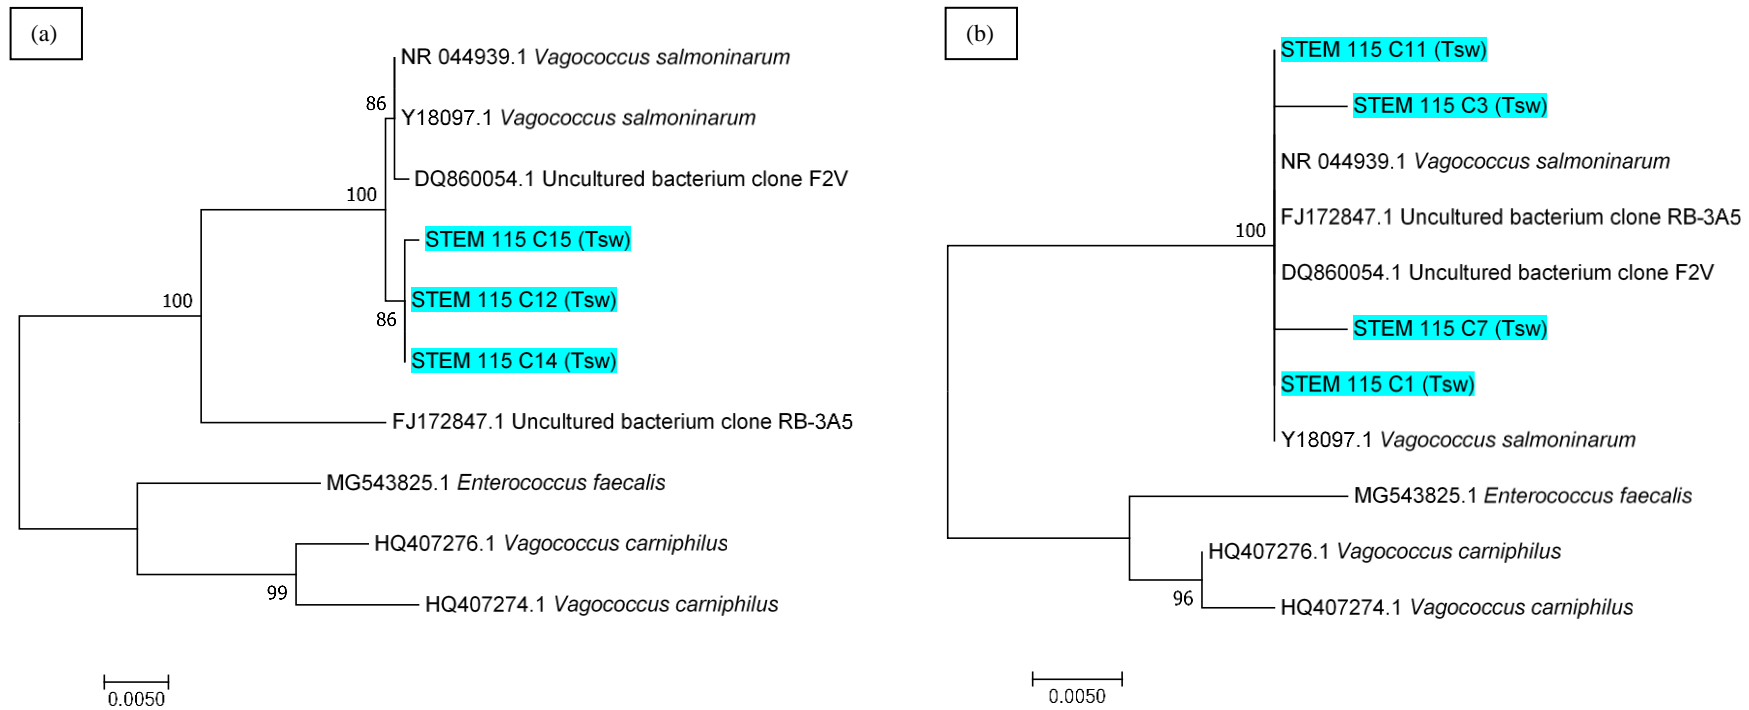 (a)
NR 044939.1 Vagococcus salmoninarum
86
Y18097.1 Vagococcus salmoninarum
DQ860054.1 Uncultured bacterium clone F2V
100
STEM 115 C15 (Tsw)
100
STEM 115 C12 (Tsw)
86
STEM 115 C14 (Tsw)
FJ172847.1 Uncultured bacterium clone RB-3A5
MG543825.1 Enterococcus faecalis
HQ407276.1 Vagococcus carniphilus
99
HQ407274.1 Vagococcus carniphilus
0.0050
(b)
STEM 115 C11 (Tsw)
STEM 115 C3 (Tsw)
NR 044939.1 Vagococcus salmoninarum
FJ172847.1 Uncultured bacterium clone RB-3A5
100
DQ860054.1 Uncultured bacterium clone F2V
STEM 115 C7 (Tsw)
STEM 115 C1 (Tsw)
Y18097.1 Vagococcus salmoninarum
MG543825.1 Enterococcus faecalis
HQ407276.1 Vagococcus carniphilus
96
HQ407274.1 Vagococcus carniphilus
0.0050